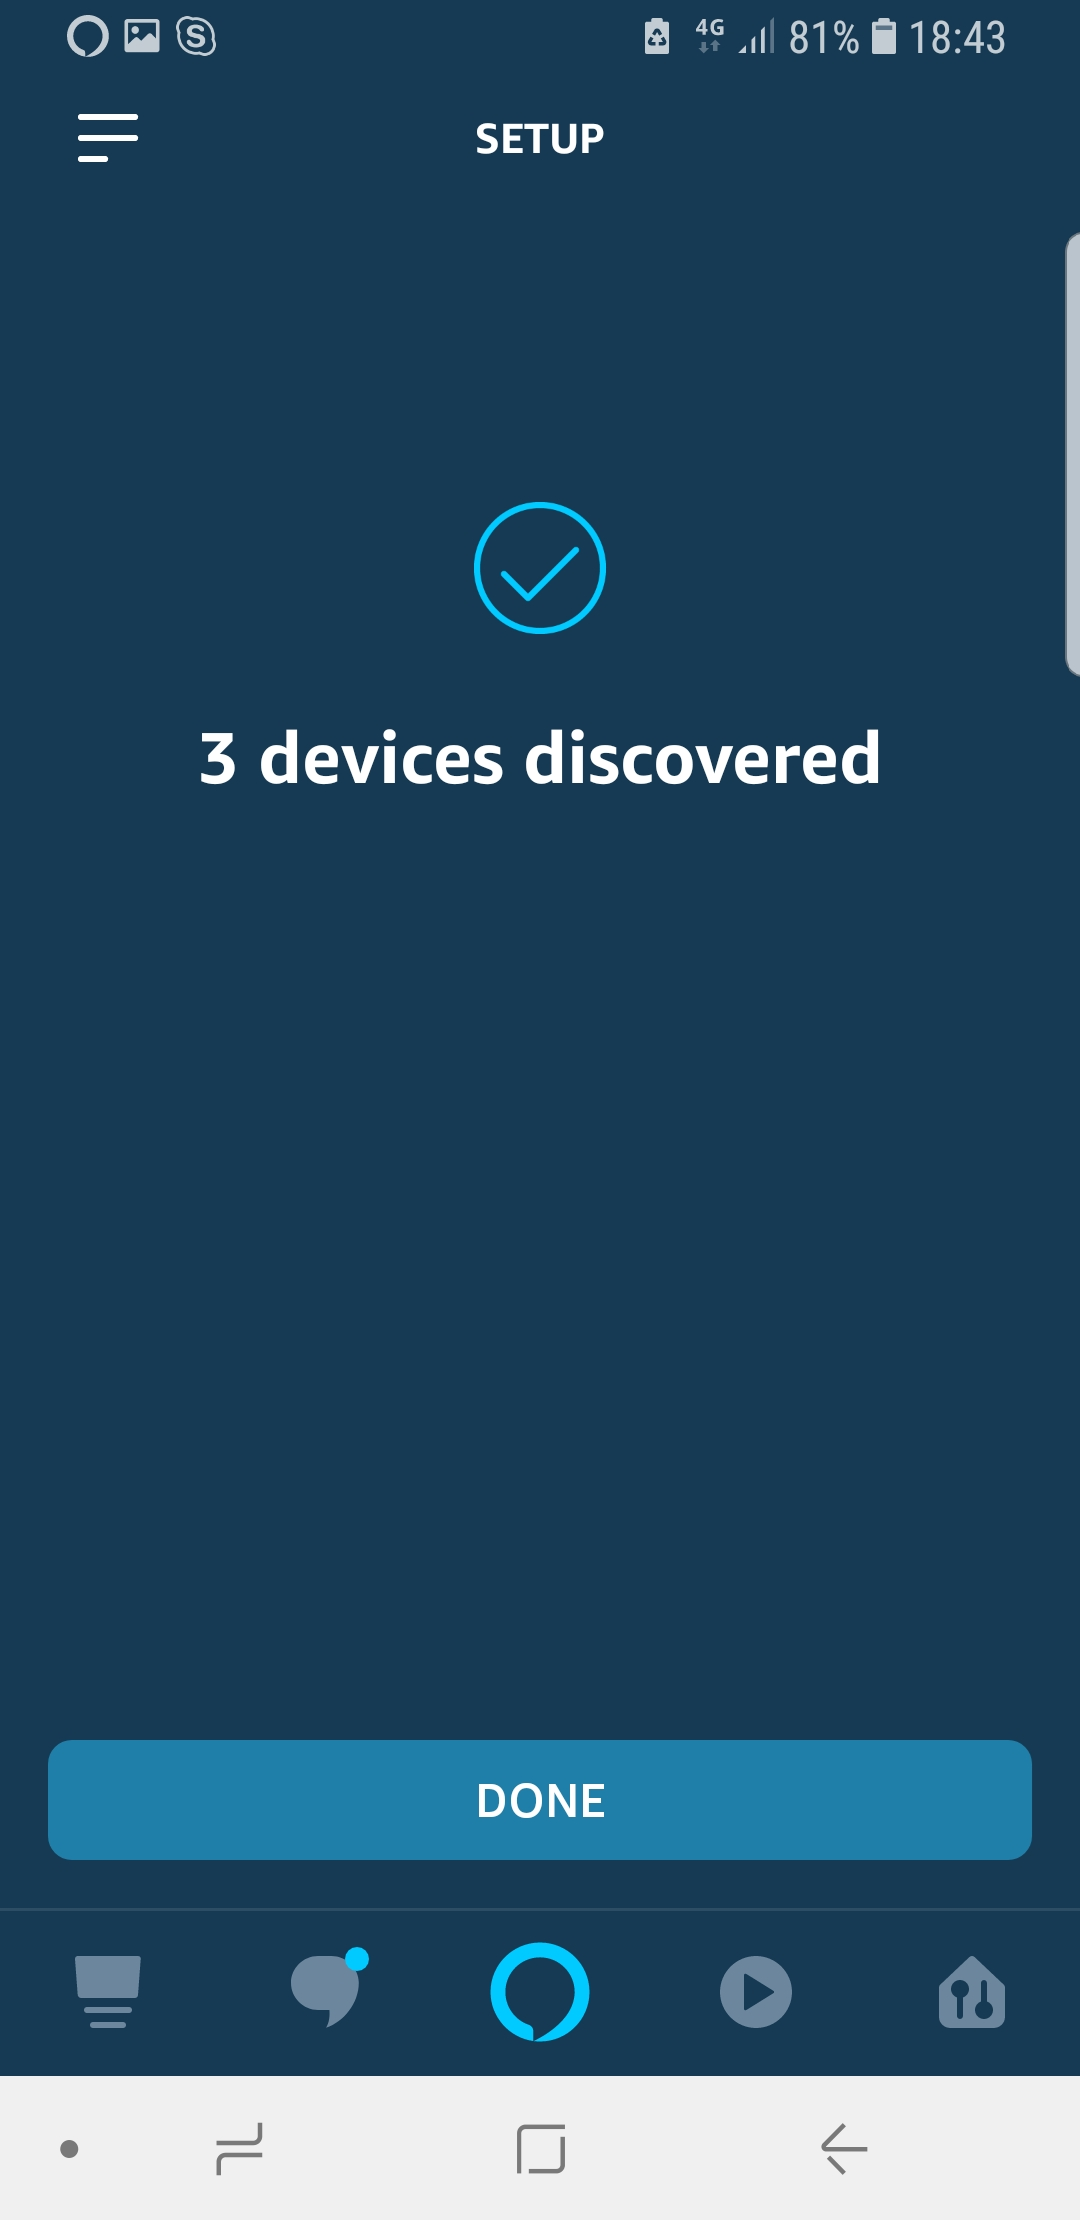 4G 81% 18:43
SETUP
3 devices discovered
DONE